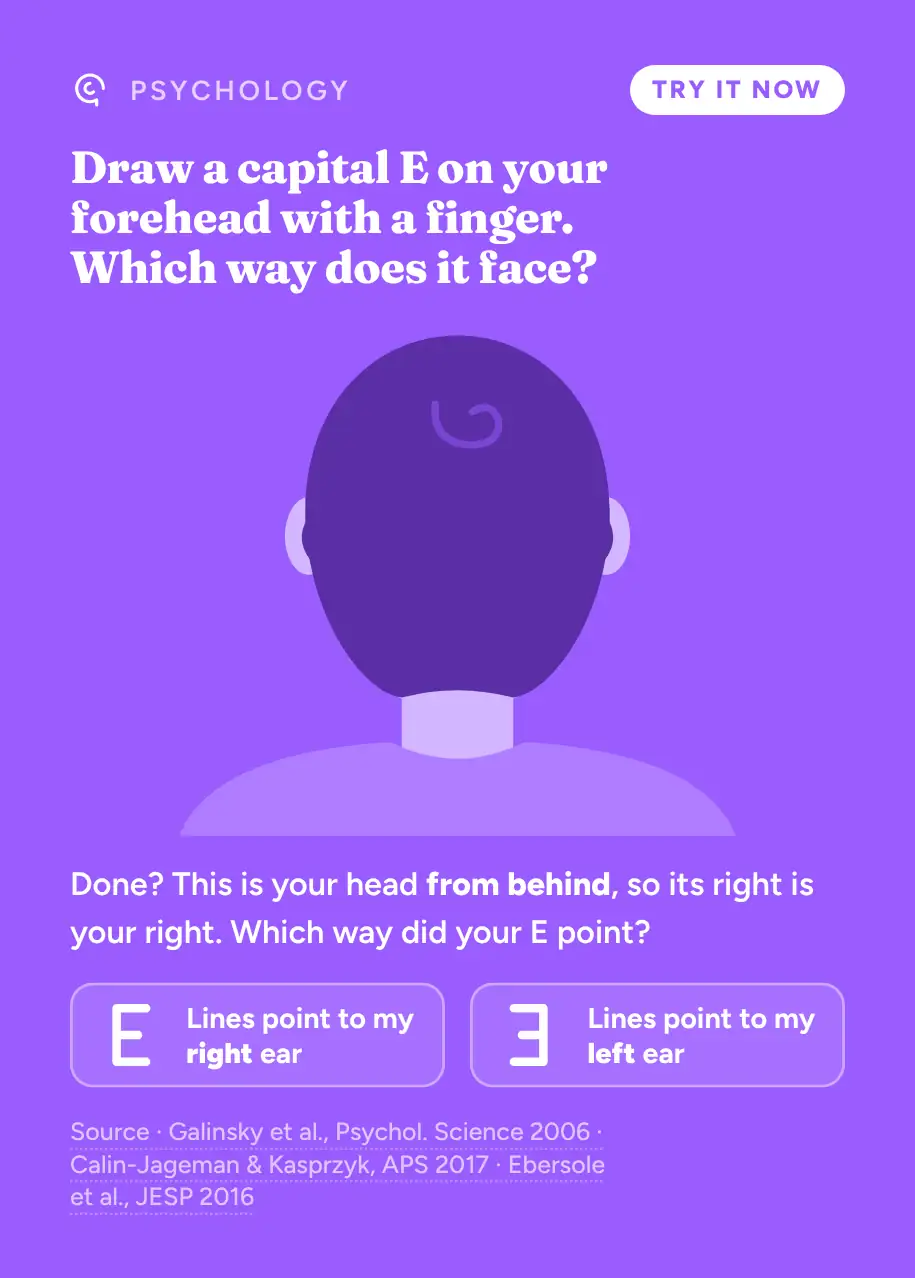 PSYCHOLOGY
TRY IT NOW
Draw a capital E on your
forehead with a finger.
Which way does it face?
Done? This is your head from behind, so its right is
your right. Which way did your E point?
E
Lines point to my
right ear
Ǝ
Lines point to my
left ear
Source · Galinsky et al., Psychol. Science 2006 ·
Calin-Jageman & Kasprzyk, APS 2017 · Ebersole
et al., JESP 2016